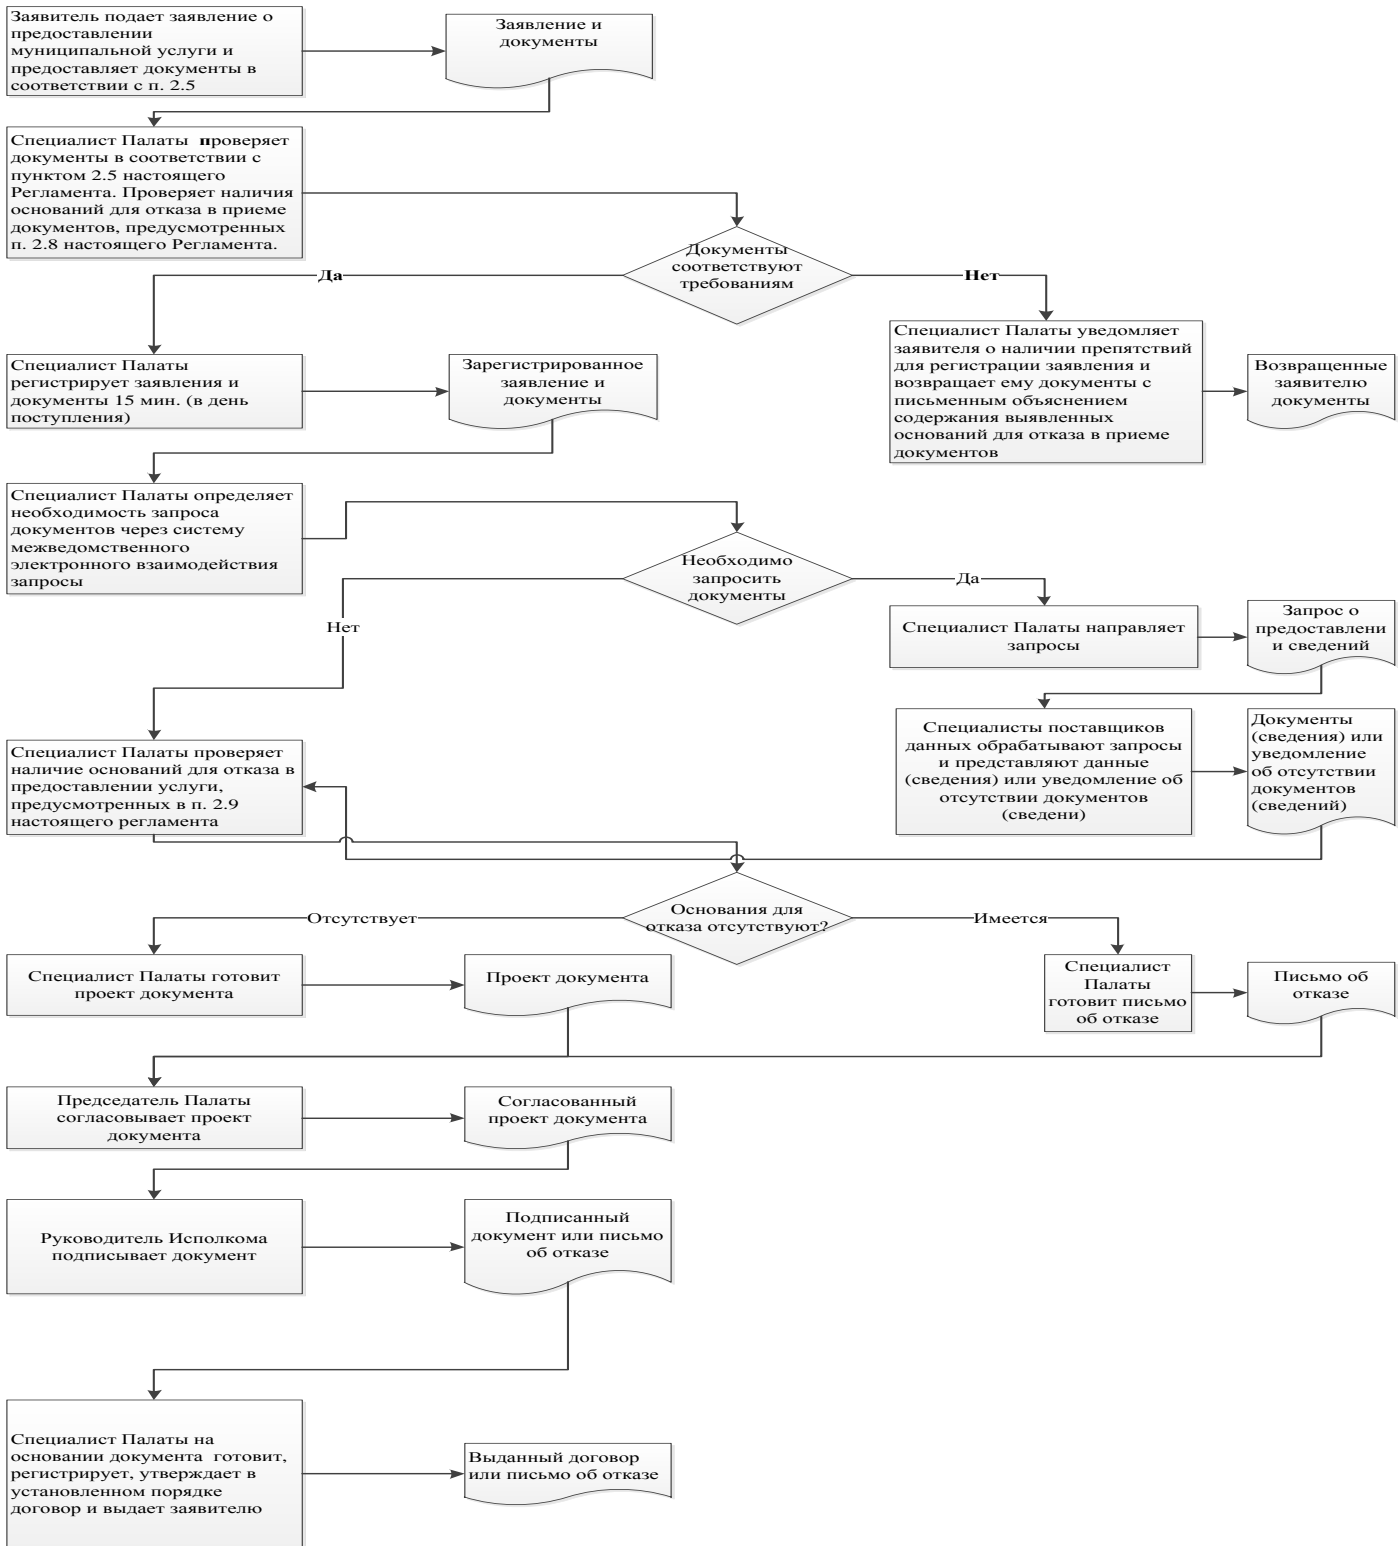 Заявитель подает заявление о
предоставлении
муниципальной услуги и
предоставляет документы в
соответствии с п. 2.5
Заявление и
документы
Специалист Палаты проверяет
документы в соответствии с
пунктом 2.5 настоящего
Регламента. Проверяет наличия
оснований для отказа в приеме
документов, предусмотренных
п. 2.8 настоящего Регламента.
Документы
соответствуют
требованиям
Да
Нет
Специалист Палаты уведомляет
заявителя о наличии препятствий
для регистрации заявления и
возвращает ему документы с
письменным объяснением
содержания выявленных
оснований для отказа в приеме
документов
Возвращенные
заявителю
документы
Специалист Палаты
регистрирует заявления и
документы 15 мин. (в день
поступления)
Зарегистрированное
заявление и
документы
Специалист Палаты определяет
необходимость запроса
документов через систему
межведомственного
электронного взаимодействия
запросы
Необходимо
запросить
документы
Да
Нет
Специалист Палаты направляет
запросы
Запрос о
предоставлени
и сведений
Специалисты поставщиков
данных обрабатывают запросы
и представляют данные
(сведения) или уведомление об
отсутствии документов
(сведени)
Документы
(сведения) или
уведомление
об отсутствии
документов
(сведений)
Специалист Палаты проверяет
наличие оснований для отказа в
предоставлении услуги,
предусмотренных в п. 2.9
настоящего регламента
Основания для
отказа отсутствуют?
Отсутствует
Имеется
Специалист Палаты готовит
проект документа
Проект документа
Специалист
Палаты
готовит письмо
об отказе
Письмо об
отказе
Председатель Палаты
согласовывает проект
документа
Согласованный
проект документа
Руководитель Исполкома
подписывает документ
Подписанный
документ или письмо
об отказе
Специалист Палаты на
основании документа готовит,
регистрирует, утверждает в
установленном порядке
договор и выдает заявителю
Выданный договор
или письмо об отказе